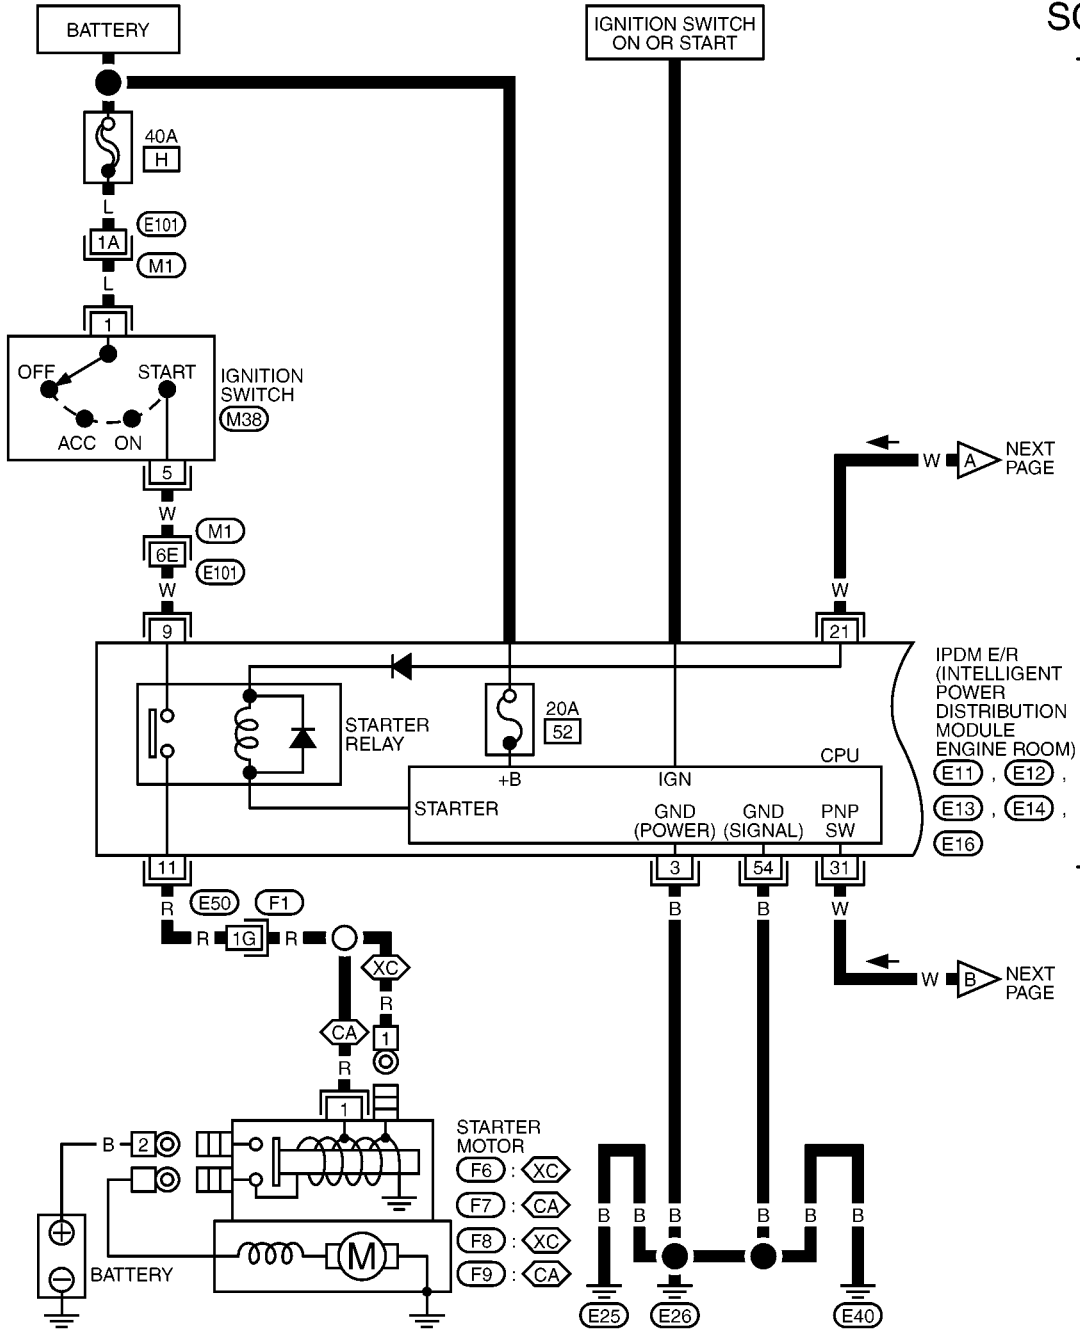 BATTERY
IGNITION SWITCH
ON OR START
40A
H
L
E101
1A
M1
L
1
OFF
START
ACC ON
IGNITION
SWITCH
M38
5
W
M1
6E
E101
W
9
W
A
NEXT
PAGE
W
21
STARTER
RELAY
20A
52
+B
IGN
CPU
STARTER
GND
(POWER)
GND
(SIGNAL)
PNP
SW
IPDM E/R
(INTELLIGENT
POWER
DISTRIBUTION
MODULE
ENGINE ROOM)
E11 , E12 ,
E13 , E14 ,
E16
11
3
54
31
R
E50
F1
B
B
W
R
1G
R
XC
R
CA
1
R
1
W
B
NEXT
PAGE
B
2
STARTER
MOTOR
F6 : XC
F7 : CA
F8 : XC
F9 : CA
M
BATTERY
B
B
B
B
B
B
E25
E26
E40